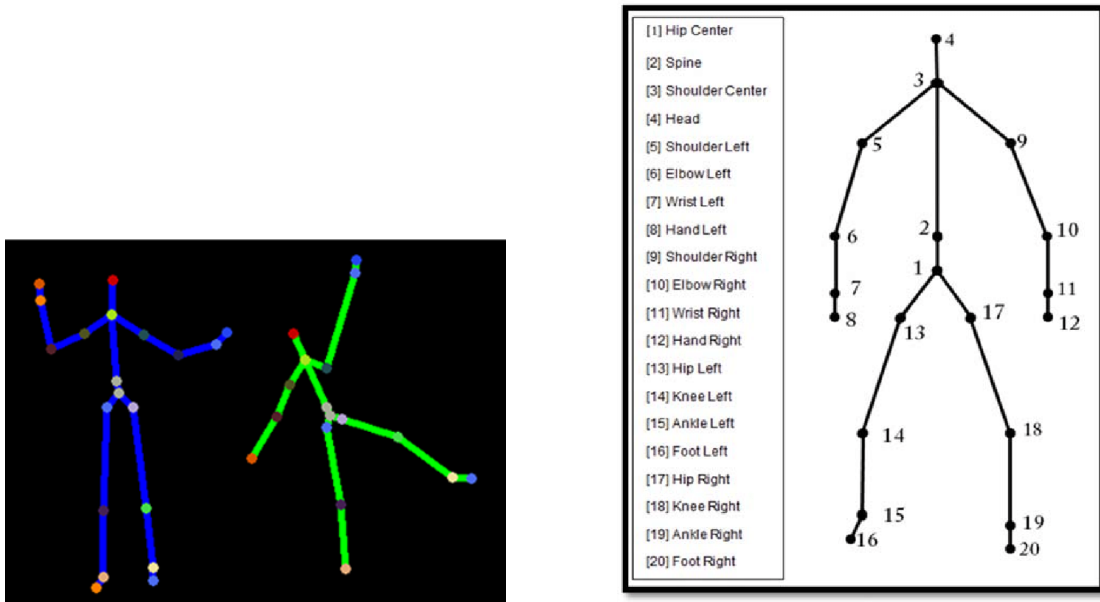 [1] Hip Center
[2] Spine
[3] Shoulder Center
[4] Head
[5] Shoulder Left
[6] Elbow Left
[7] Wrist Left
[8] Hand Left
[9] Shoulder Right
[10] Elbow Right
[11] Wrist Right
[12] Hand Right
[13] Hip Left
[14] Knee Left
[15] Ankle Left
[16] Foot Left
[17] Hip Right
[18] Knee Right
[19] Ankle Right
[20] Foot Right
4
3
5 9
6 2 10
1
7 11
8 13 17 12
14 18
15 19
16 20